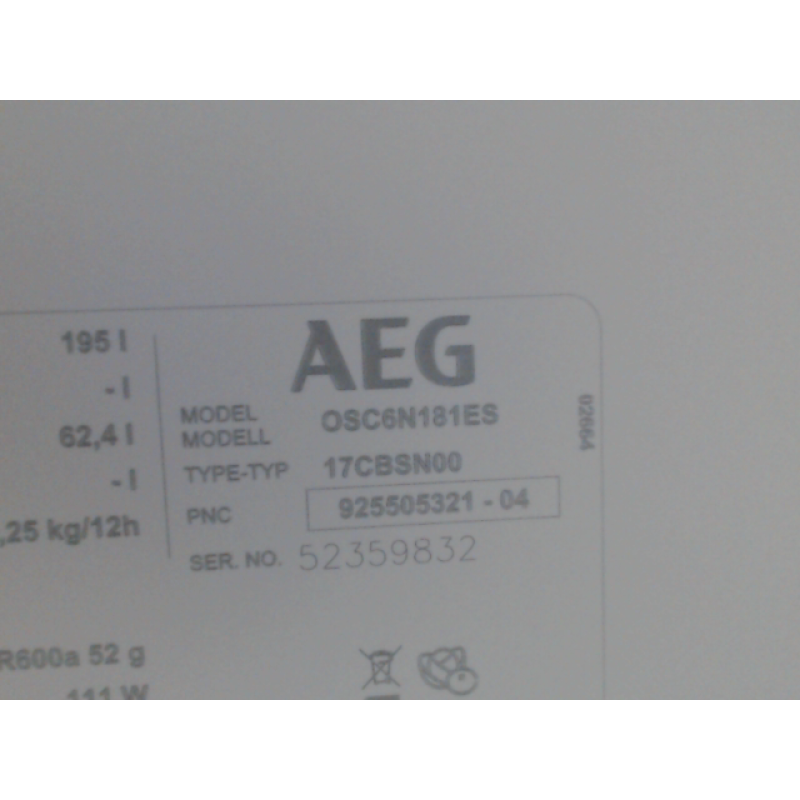 195 l
- l
62,4 l
- l
,25 kg/12h
R600a 52 g
111 W
AEG
MODEL OSC6N181ES
MODELL
TYPE-TYP 17CBSN00
PNC 925505321 - 04
SER. NO. 52359832
02664